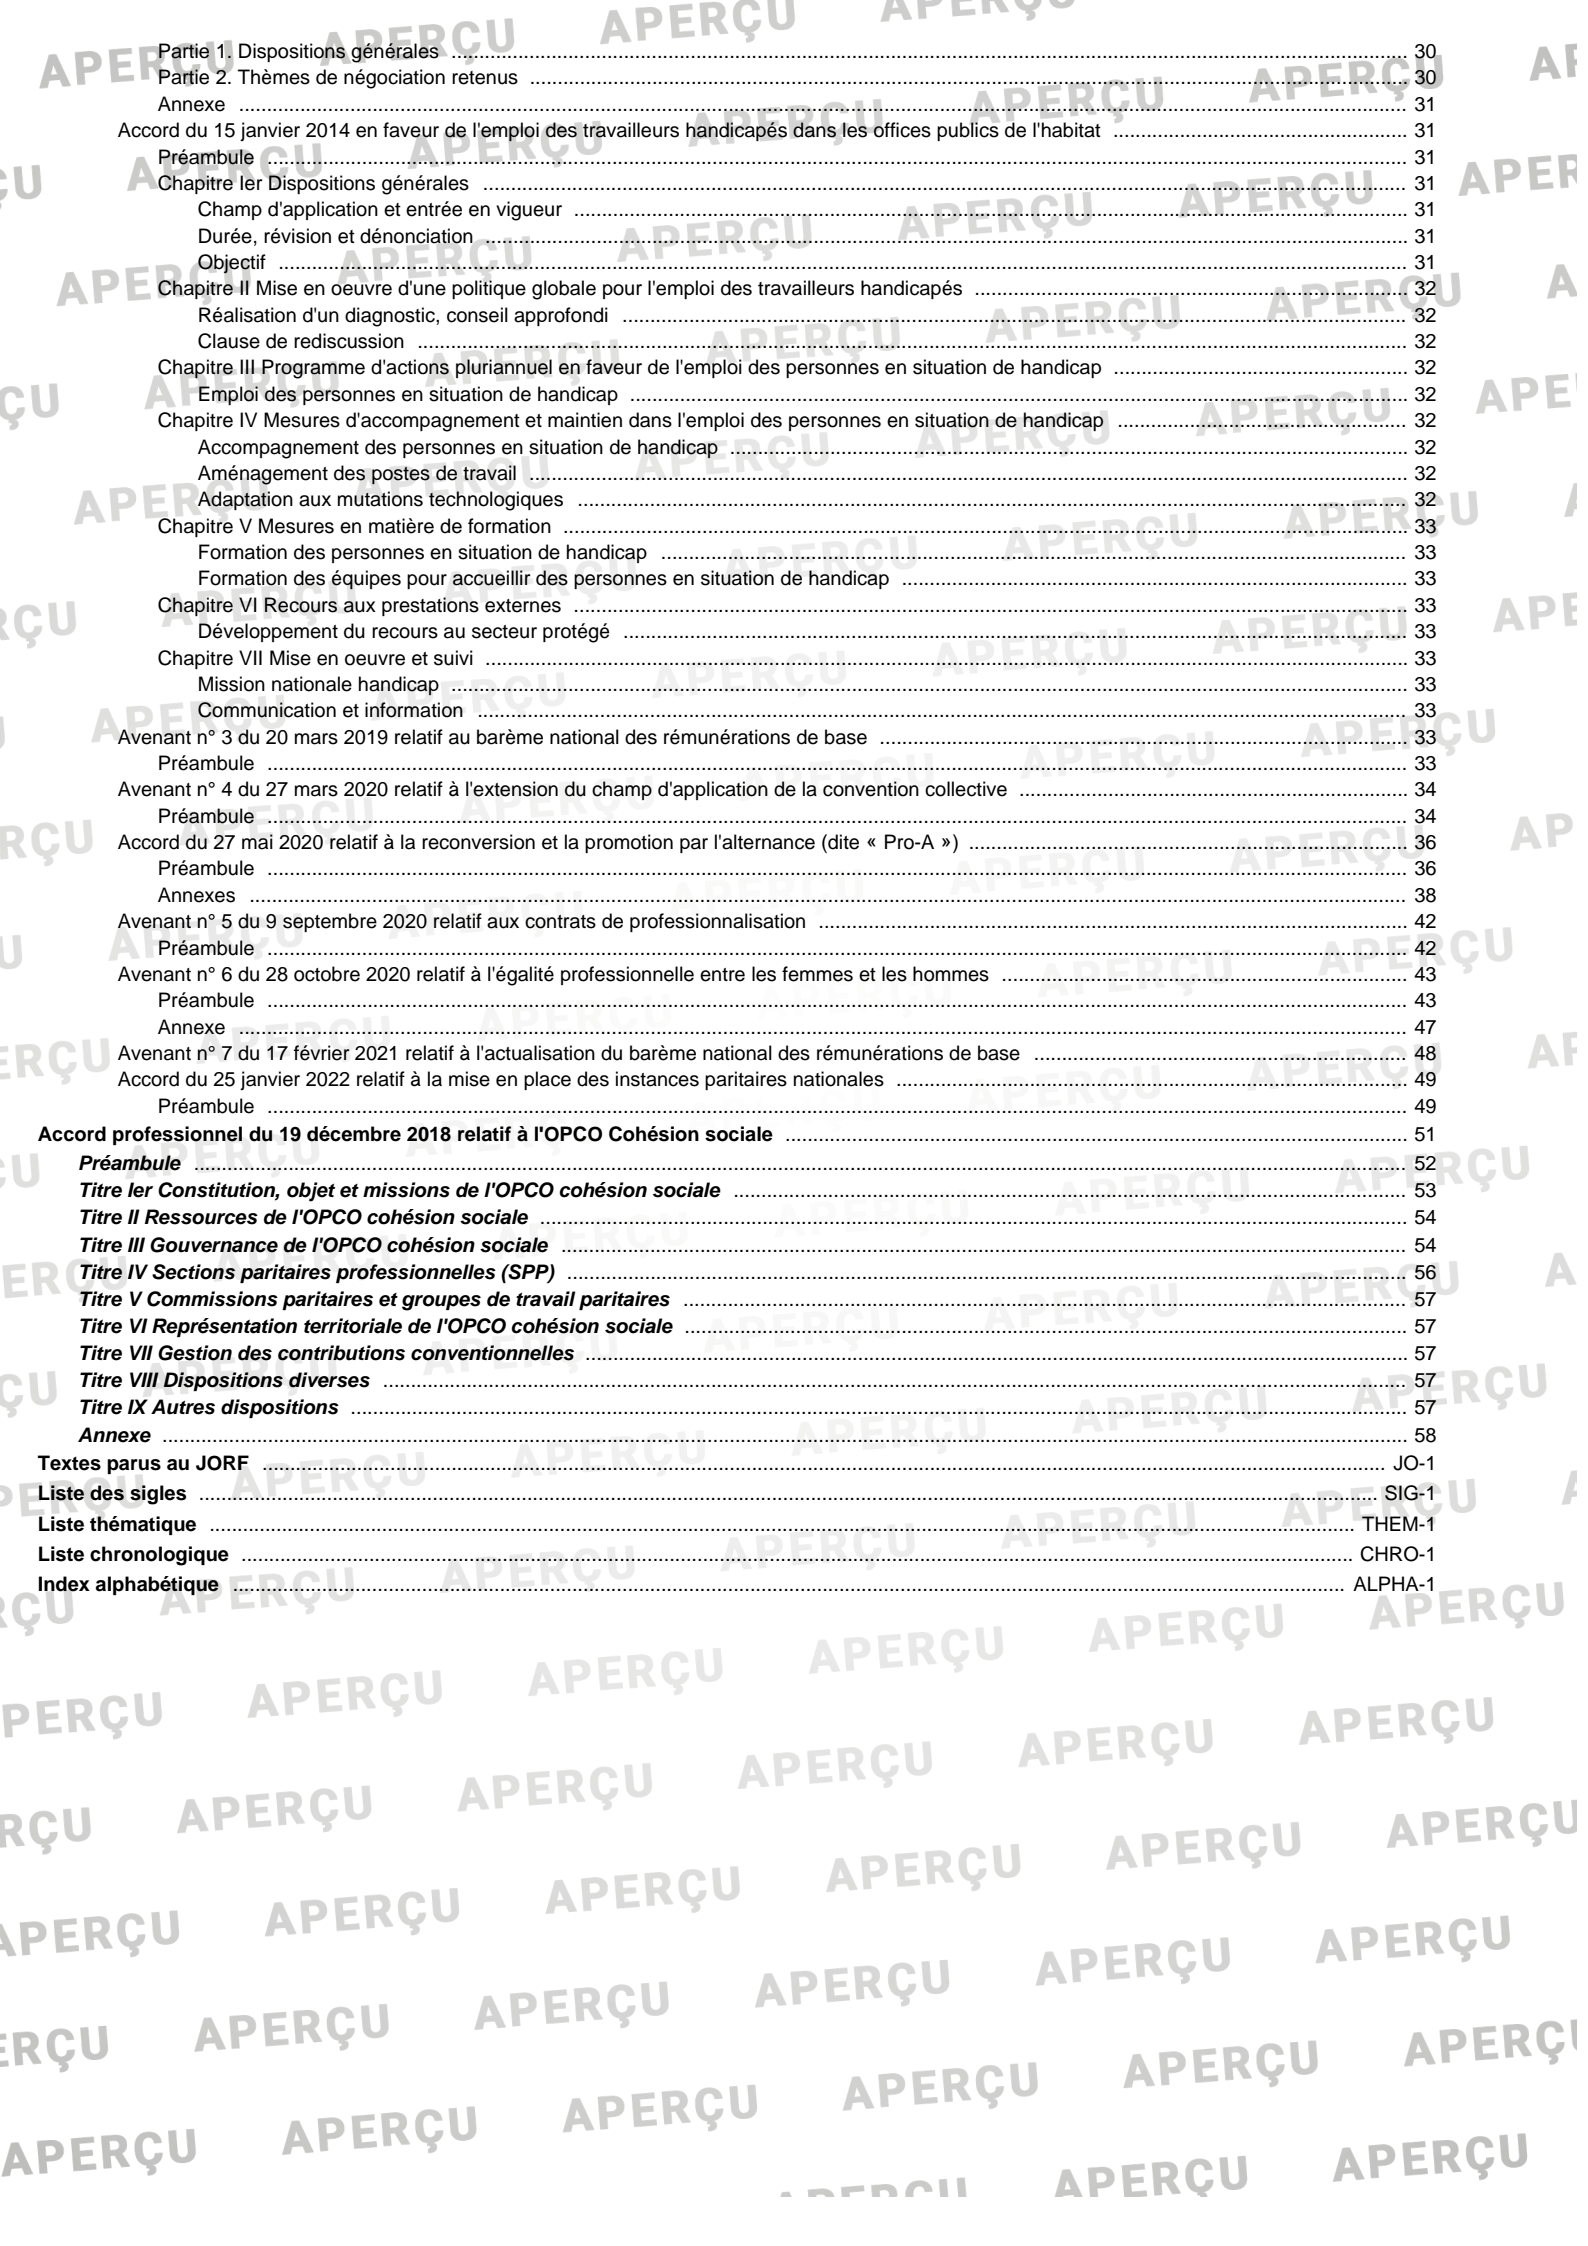 Partie 1. Dispositions générales ........ 30
Partie 2. Thèmes de négociation retenus ........ 30
Annexe ........ 31
Accord du 15 janvier 2014 en faveur de l'emploi des travailleurs handicapés dans les offices publics de l'habitat ........ 31
Préambule ........ 31
Chapitre Ier Dispositions générales ........ 31
Champ d'application et entrée en vigueur ........ 31
Durée, révision et dénonciation ........ 31
Objectif ........ 31
Chapitre II Mise en oeuvre d'une politique globale pour l'emploi des travailleurs handicapés ........ 32
Réalisation d'un diagnostic, conseil approfondi ........ 32
Clause de rediscussion ........ 32
Chapitre III Programme d'actions pluriannuel en faveur de l'emploi des personnes en situation de handicap ........ 32
Emploi des personnes en situation de handicap ........ 32
Chapitre IV Mesures d'accompagnement et maintien dans l'emploi des personnes en situation de handicap ........ 32
Accompagnement des personnes en situation de handicap ........ 32
Aménagement des postes de travail ........ 32
Adaptation aux mutations technologiques ........ 32
Chapitre V Mesures en matière de formation ........ 33
Formation des personnes en situation de handicap ........ 33
Formation des équipes pour accueillir des personnes en situation de handicap ........ 33
Chapitre VI Recours aux prestations externes ........ 33
Développement du recours au secteur protégé ........ 33
Chapitre VII Mise en oeuvre et suivi ........ 33
Mission nationale handicap ........ 33
Communication et information ........ 33
Avenant n° 3 du 20 mars 2019 relatif au barème national des rémunérations de base ........ 33
Préambule ........ 33
Avenant n° 4 du 27 mars 2020 relatif à l'extension du champ d'application de la convention collective ........ 34
Préambule ........ 34
Accord du 27 mai 2020 relatif à la reconversion et la promotion par l'alternance (dite « Pro-A ») ........ 36
Préambule ........ 36
Annexes ........ 38
Avenant n° 5 du 9 septembre 2020 relatif aux contrats de professionnalisation ........ 42
Préambule ........ 42
Avenant n° 6 du 28 octobre 2020 relatif à l'égalité professionnelle entre les femmes et les hommes ........ 43
Préambule ........ 43
Annexe ........ 47
Avenant n° 7 du 17 février 2021 relatif à l'actualisation du barème national des rémunérations de base ........ 48
Accord du 25 janvier 2022 relatif à la mise en place des instances paritaires nationales ........ 49
Préambule ........ 49
Accord professionnel du 19 décembre 2018 relatif à l'OPCO Cohésion sociale ........ 51
Préambule ........ 52
Titre Ier Constitution, objet et missions de l'OPCO cohésion sociale ........ 53
Titre II Ressources de l'OPCO cohésion sociale ........ 54
Titre III Gouvernance de l'OPCO cohésion sociale ........ 54
Titre IV Sections paritaires professionnelles (SPP) ........ 56
Titre V Commissions paritaires et groupes de travail paritaires ........ 57
Titre VI Représentation territoriale de l'OPCO cohésion sociale ........ 57
Titre VII Gestion des contributions conventionnelles ........ 57
Titre VIII Dispositions diverses ........ 57
Titre IX Autres dispositions ........ 57
Annexe ........ 58
Textes parus au JORF ........ JO-1
Liste des sigles ........ SIG-1
Liste thématique ........ THEM-1
Liste chronologique ........ CHRO-1
Index alphabétique ........ ALPHA-1
APERÇU